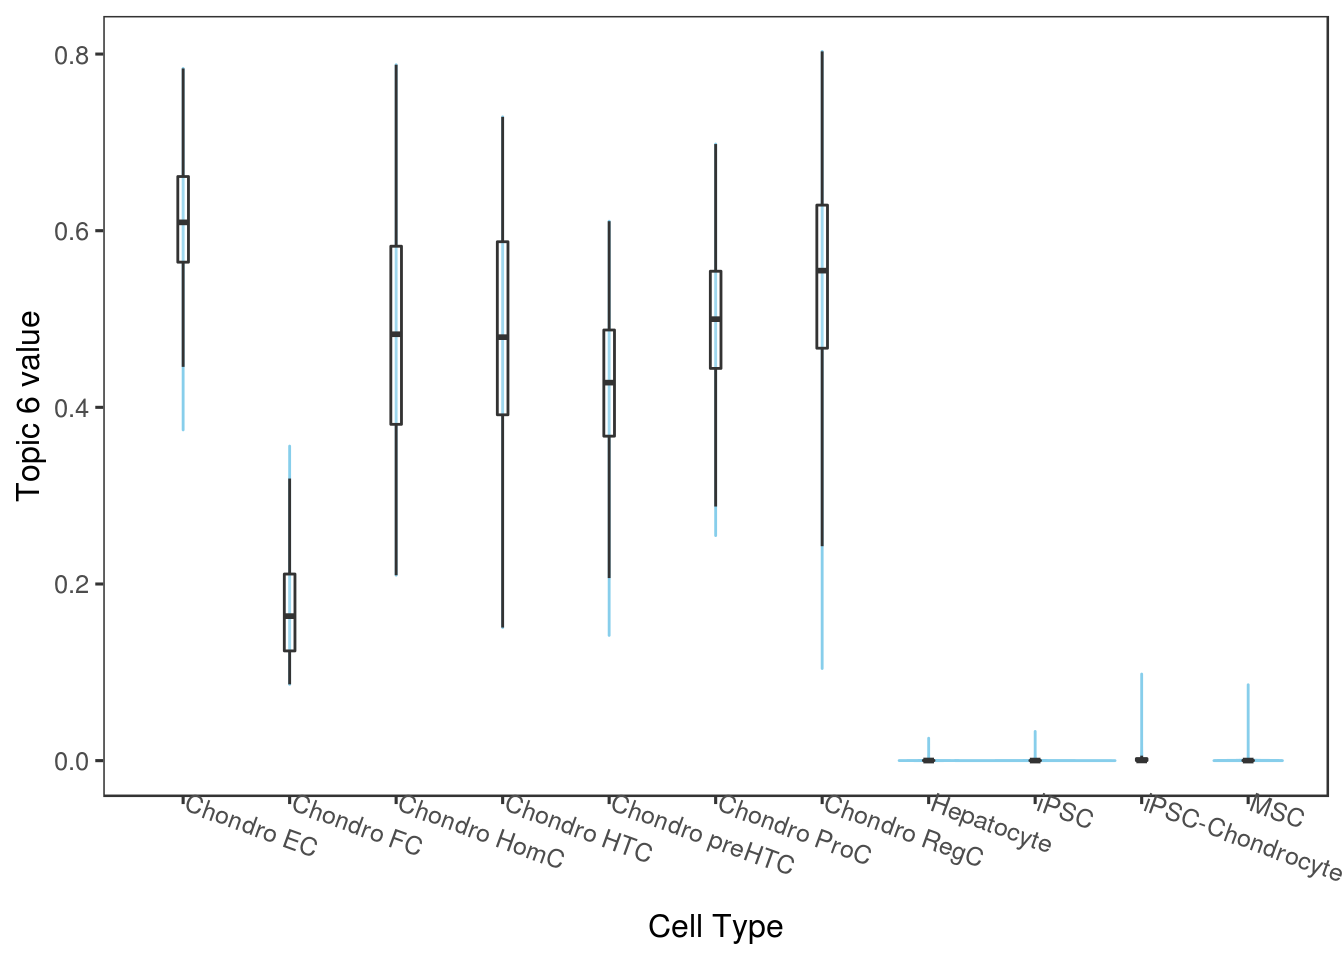 0.8
0.6
0.4
0.2
0.0
Topic 6 value
Chondro EC
Chondro FC
Chondro HomC
Chondro HTC
Chondro preHTC
Chondro ProC
Chondro RegC
Hepatocyte
iPSC
iPSC-Chondrocyte
MSC
Cell Type